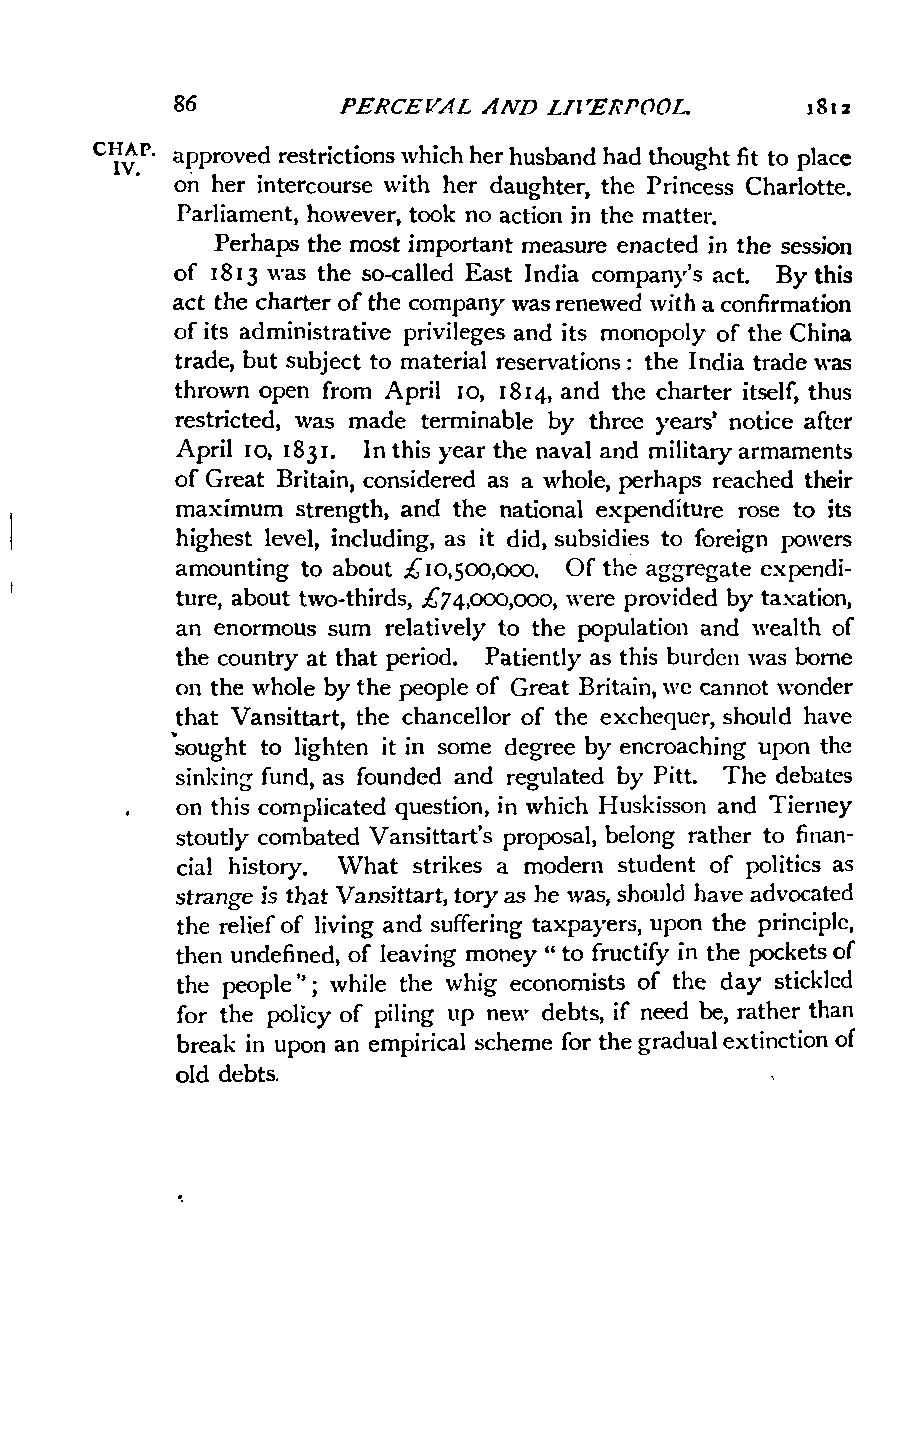 86 PERCEVAL AND LIVERPOOL. 1812
CHAP. approved restrictions which her husband had thought fit to place
IV. on her intercourse with her daughter, the Princess Charlotte.
Parliament, however, took no action in the matter.
Perhaps the most important measure enacted in the session
of 1813 was the so-called East India company's act. By this
act the charter of the company was renewed with a confirmation
of its administrative privileges and its monopoly of the China
trade, but subject to material reservations: the India trade was
thrown open from April 10, 1814, and the charter itself, thus
restricted, was made terminable by three years' notice after
April 10, 1831. In this year the naval and military armaments
of Great Britain, considered as a whole, perhaps reached their
maximum strength, and the national expenditure rose to its
highest level, including, as it did, subsidies to foreign powers
amounting to about £10,500,000. Of the aggregate expendi-
ture, about two-thirds, £74,000,000, were provided by taxation,
an enormous sum relatively to the population and wealth of
the country at that period. Patiently as this burden was borne
on the whole by the people of Great Britain, we cannot wonder
that Vansittart, the chancellor of the exchequer, should have
sought to lighten it in some degree by encroaching upon the
sinking fund, as founded and regulated by Pitt. The debates
on this complicated question, in which Huskisson and Tierney
stoutly combated Vansittart's proposal, belong rather to finan-
cial history. What strikes a modern student of politics as
strange is that Vansittart, tory as he was, should have advocated
the relief of living and suffering taxpayers, upon the principle,
then undefined, of leaving money "to fructify in the pockets of
the people"; while the whig economists of the day stickled
for the policy of piling up new debts, if need be, rather than
break in upon an empirical scheme for the gradual extinction of
old debts.